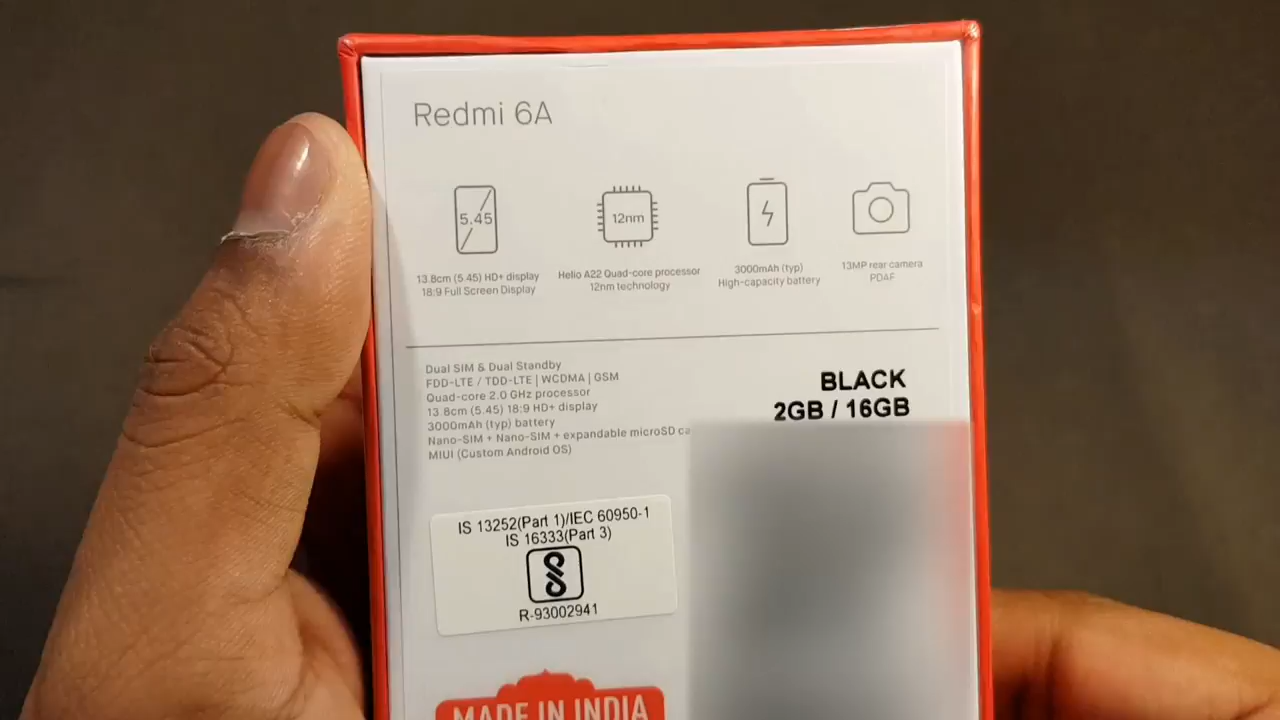 Redmi 6A
5.45
12nm
13.8cm (5.45) HD+ display
18:9 Full Screen Display
Helio A22 Quad-core processor
12nm technology
3000mAh (typ)
High-capacity battery
13MP rear camera
PDAF
Dual SIM & Dual Standby
FDD-LTE / TDD-LTE | WCDMA | GSM
Quad-core 2.0 GHz processor
13.8cm (5.45) 18:9 HD+ display
3000mAh (typ) battery
Nano-SIM + Nano-SIM + expandable microSD ca
MIUI (Custom Android OS)
BLACK
2GB / 16GB
IS 13252(Part 1)/IEC 60950-1
IS 16333(Part 3)
R-93002941
MADE IN INDIA